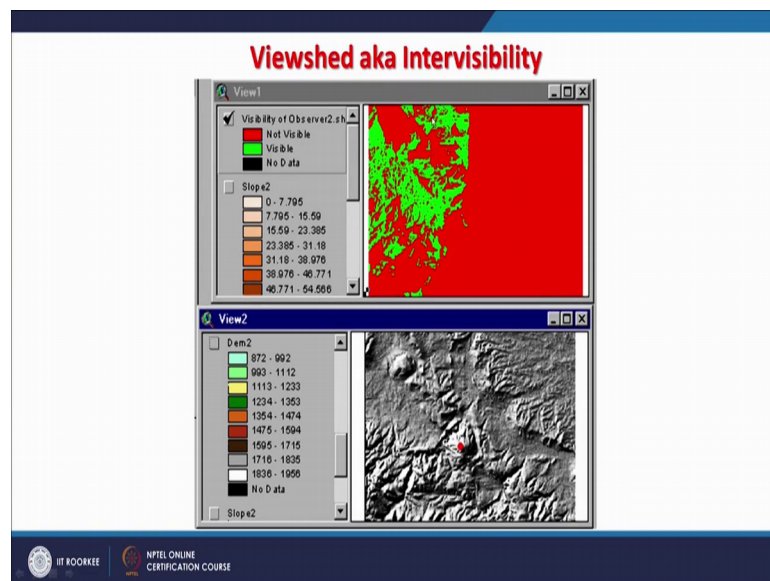 Viewshed aka Intervisibility
View1
Visibility of Observer2.sh
Not Visible
Visible
No Data
Slope2
0 - 7.795
7.795 - 15.59
15.59 - 23.385
23.385 - 31.18
31.18 - 38.976
38.976 - 46.771
46.771 - 54.566
View2
Dem2
872 - 992
993 - 1112
1113 - 1233
1234 - 1353
1354 - 1474
1475 - 1594
1595 - 1715
1716 - 1835
1836 - 1956
No Data
Slope2
IIT ROORKEE
NPTEL ONLINE
CERTIFICATION COURSE